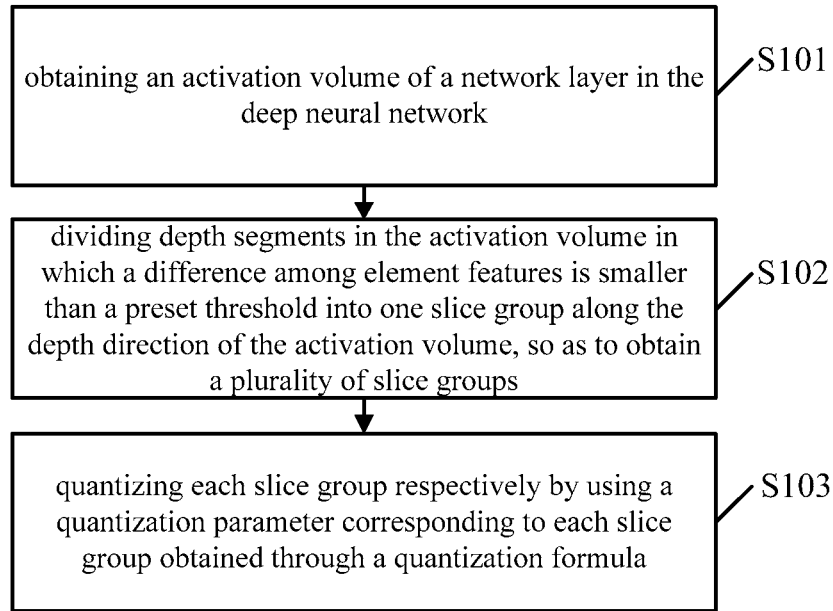 obtaining an activation volume of a network layer in the
deep neural network
S101
dividing depth segments in the activation volume in
which a difference among element features is smaller
than a preset threshold into one slice group along the
depth direction of the activation volume, so as to obtain
a plurality of slice groups
S102
quantizing each slice group respectively by using a
quantization parameter corresponding to each slice
group obtained through a quantization formula
S103